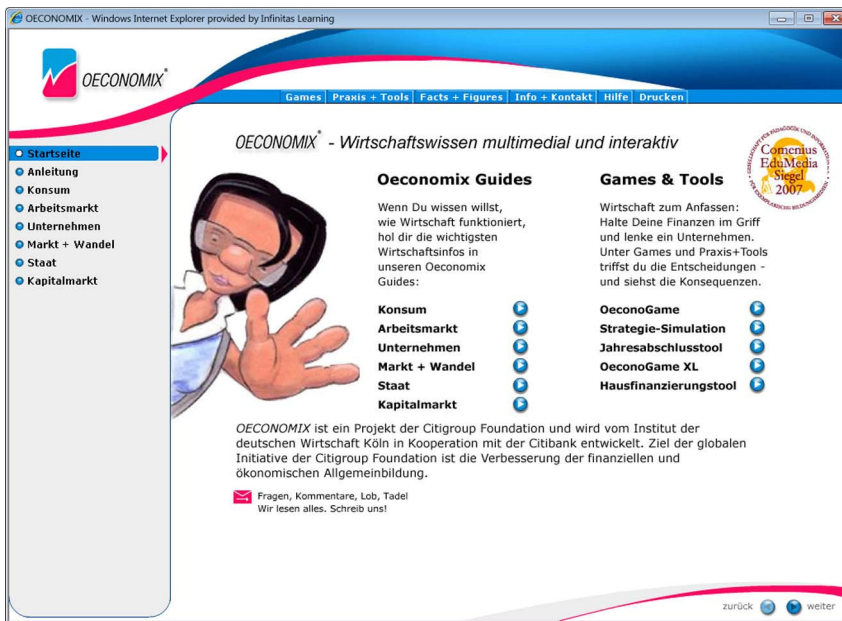 OECONOMIX - Windows Internet Explorer provided by Infinitas Learning
OECONOMIX®
Games Praxis + Tools Facts + Figures Info + Kontakt Hilfe Drucken
Startseite
Anleitung
Konsum
Arbeitsmarkt
Unternehmen
Markt + Wandel
Staat
Kapitalmarkt
OECONOMIX® - Wirtschaftswissen multimedial und interaktiv
Comenius
EduMedia
Siegel
2007
Oeconomix Guides
Wenn Du wissen willst,
wie Wirtschaft funktioniert,
hol dir die wichtigsten
Wirtschaftsinfos in
unseren Oeconomix
Guides:
Konsum
Arbeitsmarkt
Unternehmen
Markt + Wandel
Staat
Kapitalmarkt
Games & Tools
Wirtschaft zum Anfassen:
Halte Deine Finanzen im Griff
und lenke ein Unternehmen.
Unter Games und Praxis+Tools
triffst du die Entscheidungen -
und siehst die Konsequenzen.
OeconoGame
Strategie-Simulation
Jahresabschlusstool
OeconoGame XL
Hausfinanzierungstool
OECONOMIX ist ein Projekt der Citigroup Foundation und wird vom Institut der
deutschen Wirtschaft Köln in Kooperation mit der Citibank entwickelt. Ziel der globalen
Initiative der Citigroup Foundation ist die Verbesserung der finanziellen und
ökonomischen Allgemeinbildung.
Fragen, Kommentare, Lob, Tadel
Wir lesen alles. Schreib uns!
zurück weiter